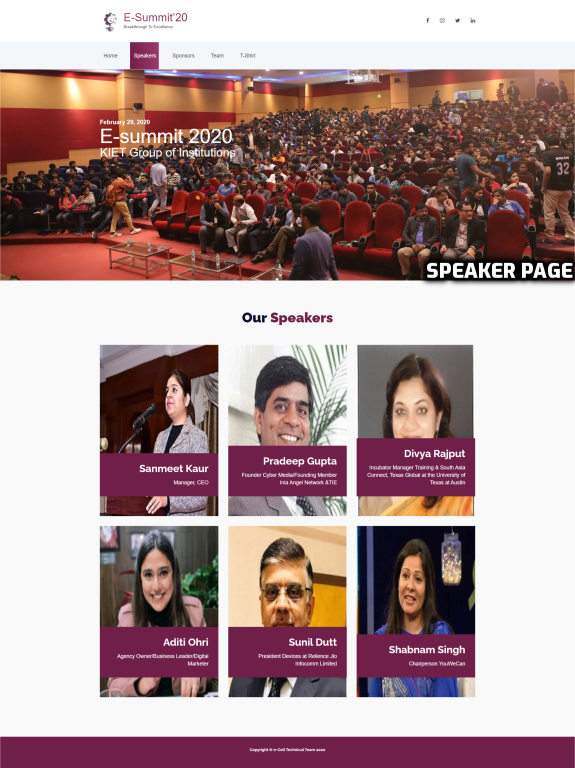 E-Summit'20
Breakthrough To Excellence
Home Speakers Sponsors Team T-Shirt
February 29, 2020
E-summit 2020
KIET Group of Institutions
32
SPEAKER PAGE
Our Speakers
Sanmeet Kaur
Manager, CEO
Pradeep Gupta
Founder Cyber Media/Founding Member
Inia Angel Network &TIE
Divya Rajput
Incubator Manager Training & South Asia
Connect, Texas Global at the University of
Texas at Austin
Aditi Ohri
Agency Owner/Business Leader/Digital
Marketer
Sunil Dutt
President Devices at Relience Jio
Infocomm Limited
Shabnam Singh
Chairperson YouWeCan
Copyright © e-Cell Technical Team 2020